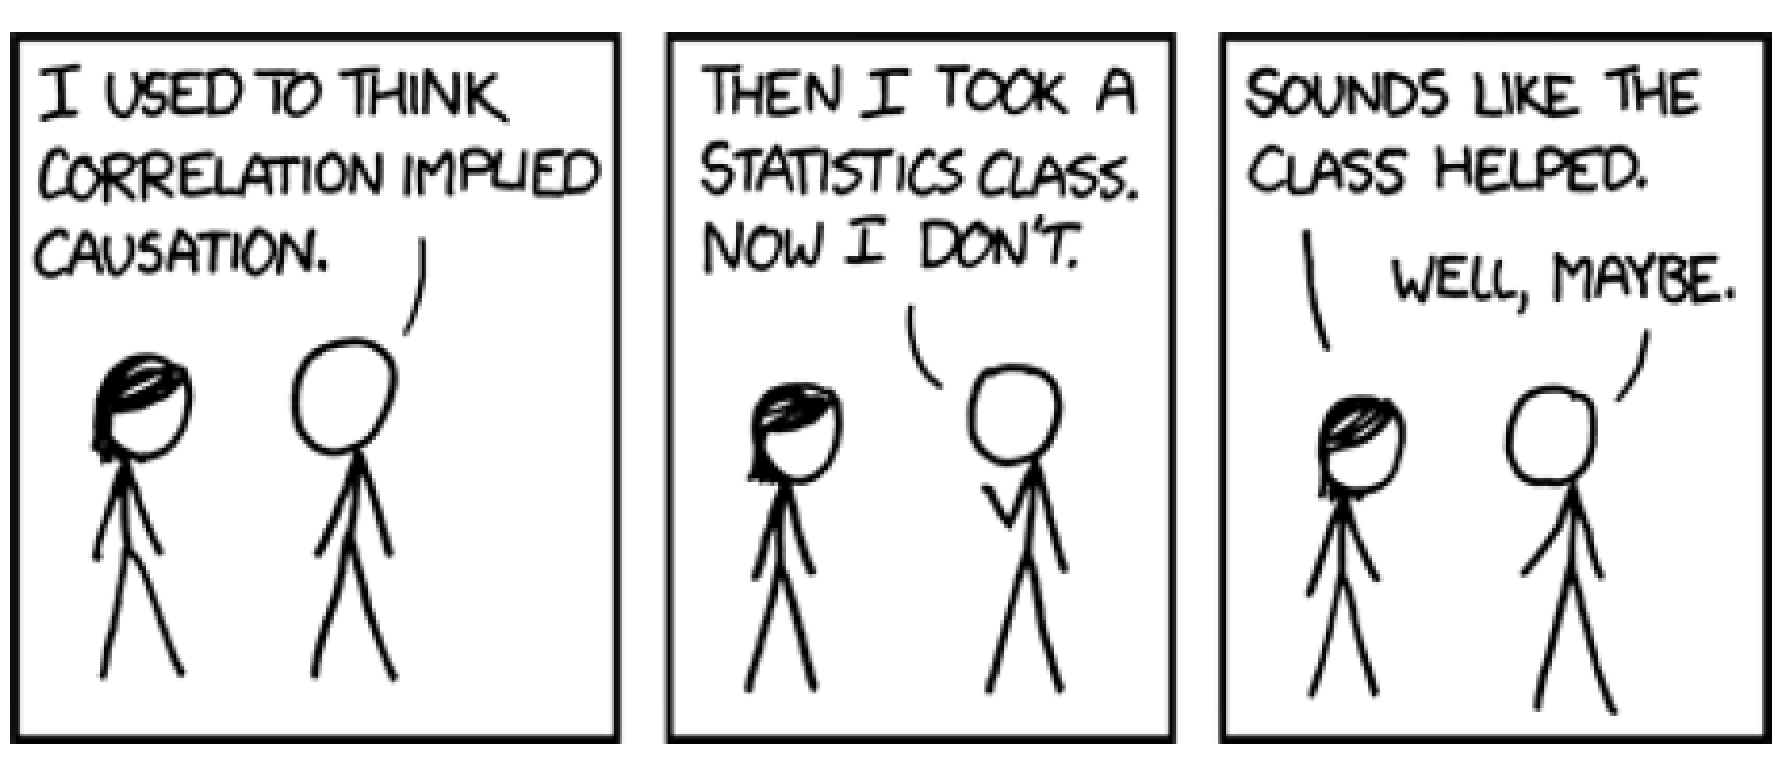 I USED TO THINK
CORRELATION IMPLIED
CAUSATION.
THEN I TOOK A
STATISTICS CLASS.
NOW I DON'T.
SOUNDS LIKE THE
CLASS HELPED.
WELL, MAYBE.